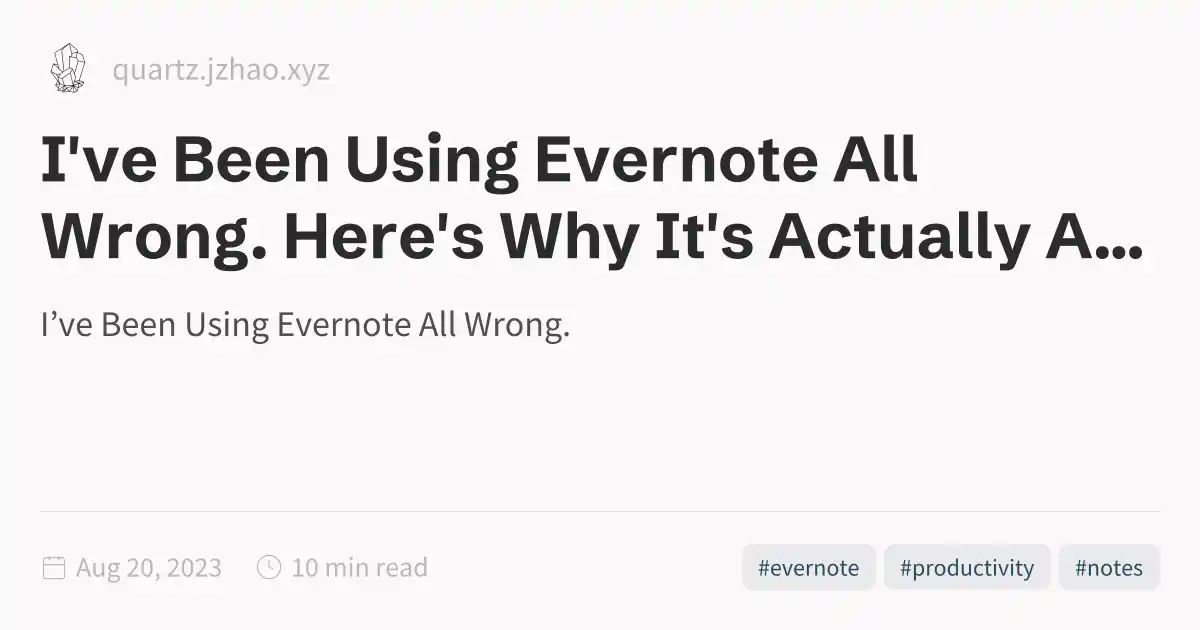 quartz.jzhao.xyz
I've Been Using Evernote All
Wrong. Here's Why It's Actually A...
I’ve Been Using Evernote All Wrong.
Aug 20, 2023 10 min read #evernote #productivity #notes